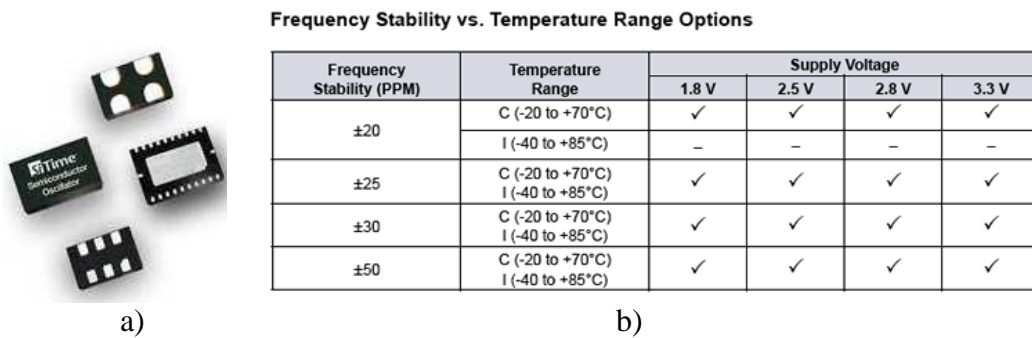 Frequency Stability vs. Temperature Range Options
SiTime
Semiconductor
Oscillator
Frequency
Stability (PPM)
Temperature
Range
Supply Voltage
1.8 V 2.5 V 2.8 V 3.3 V
±20
C (-20 to +70°C) ✓ ✓ ✓ ✓
I (-40 to +85°C) – – – –
±25
C (-20 to +70°C)
I (-40 to +85°C)
✓ ✓ ✓ ✓
±30
C (-20 to +70°C)
I (-40 to +85°C)
✓ ✓ ✓ ✓
±50
C (-20 to +70°C)
I (-40 to +85°C)
✓ ✓ ✓ ✓
a) b)